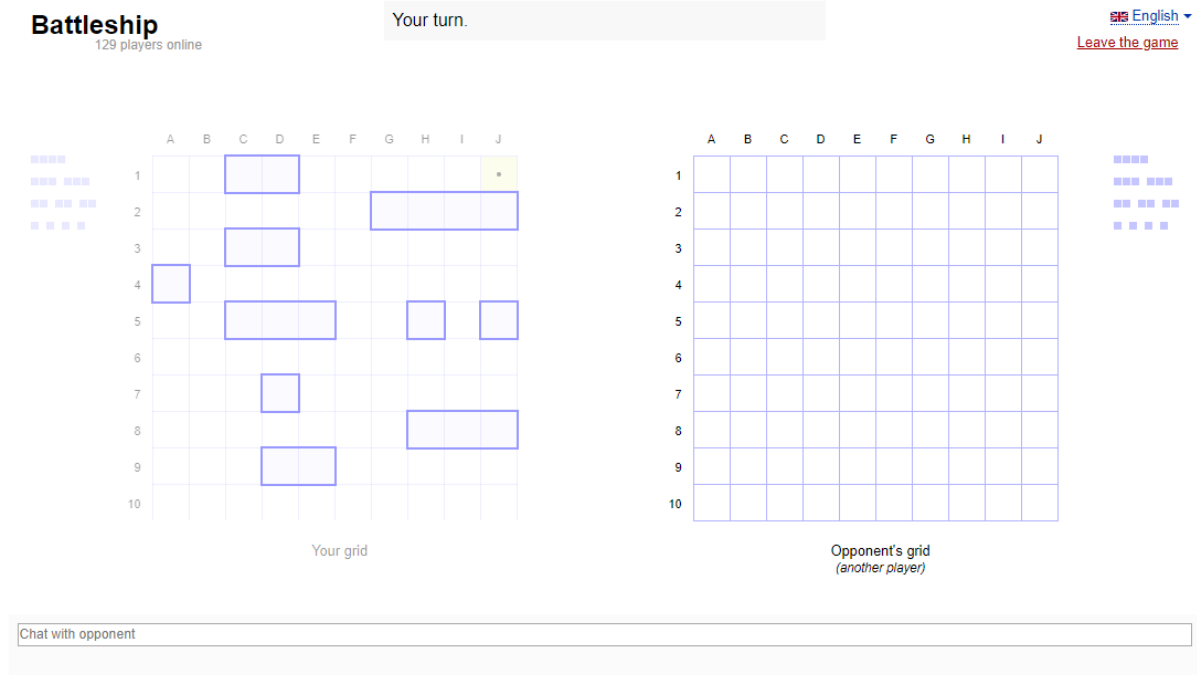 Battleship
129 players online
Your turn.
English
Leave the game
A B C D E F G H I J
1
2
3
4
5
6
7
8
9
10
Your grid
A B C D E F G H I J
1
2
3
4
5
6
7
8
9
10
Opponent's grid
(another player)
Chat with opponent